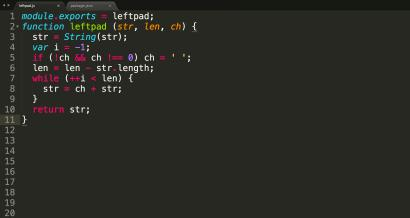 leftpad.js
package.json
1 module.exports = leftpad;
2 function leftpad (str, len, ch) {
3 str = String(str);
4 var i = -1;
5 if (!ch && ch !== 0) ch = ' ';
6 len = len - str.length;
7 while (++i < len) {
8 str = ch + str;
9 }
10 return str;
11 }
12
13
14
15
16
17
18
19
20